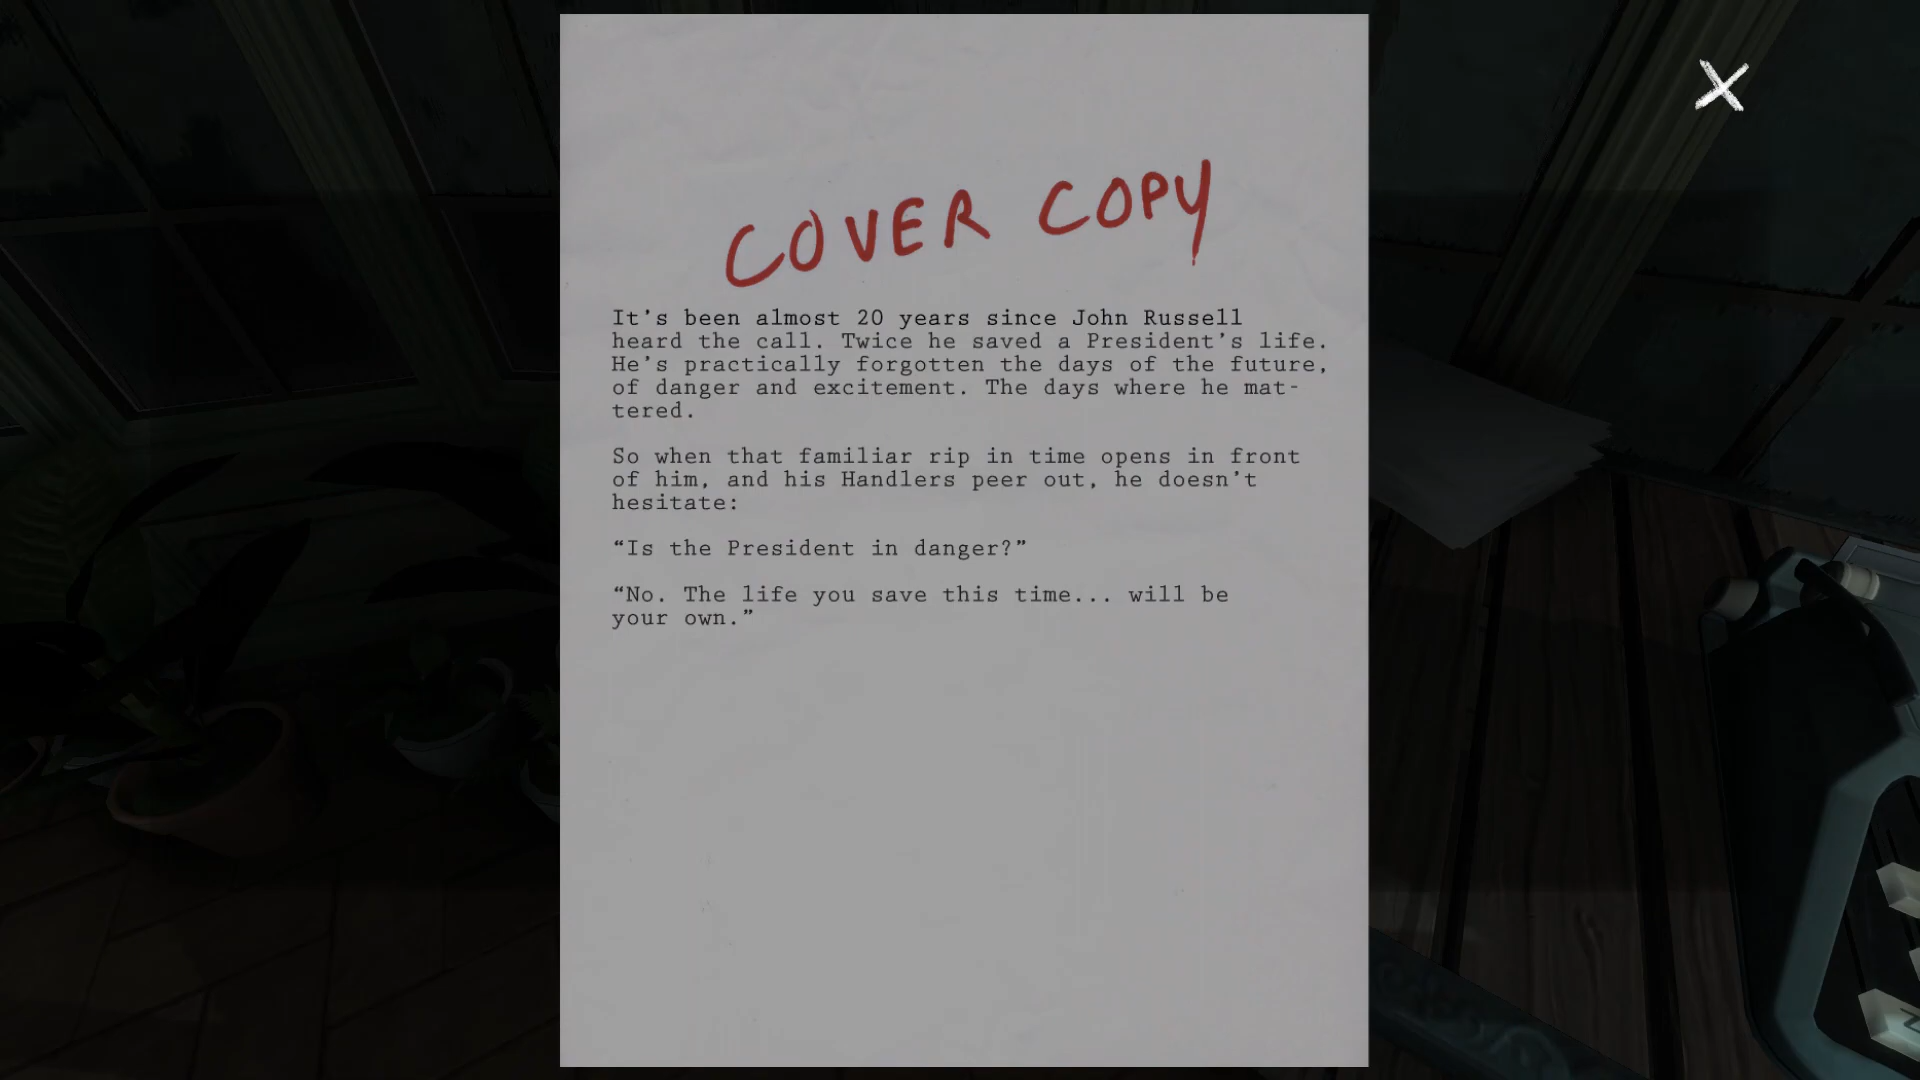 COVER COPY
It's been almost 20 years since John Russell
heard the call. Twice he saved a President's life.
He's practically forgotten the days of the future,
of danger and excitement. The days where he mat-
tered.
So when that familiar rip in time opens in front
of him, and his Handlers peer out, he doesn't
hesitate:
“Is the President in danger?”
“No. The life you save this time... will be
your own.”